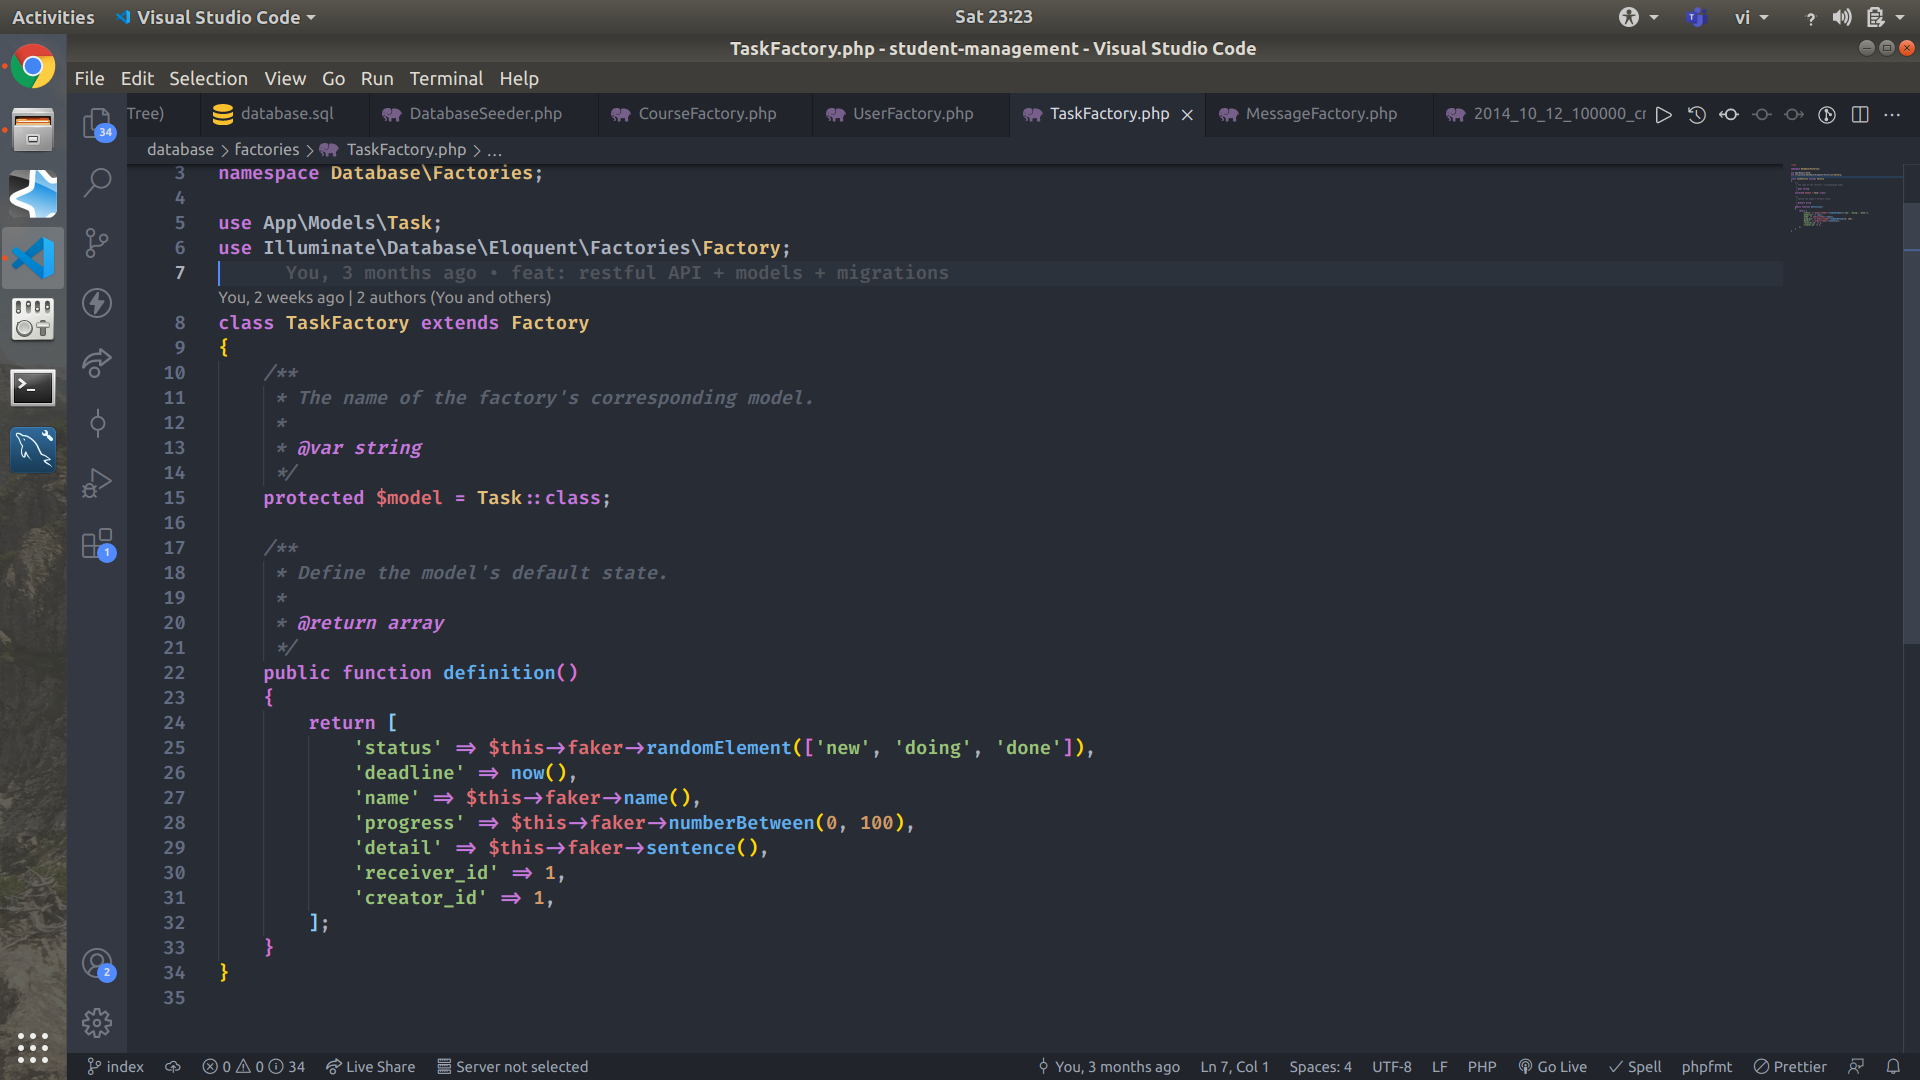 Activities Visual Studio Code Sat 23:23 vi ?
TaskFactory.php - student-management - Visual Studio Code
File Edit Selection View Go Run Terminal Help
Tree) database.sql DatabaseSeeder.php CourseFactory.php UserFactory.php TaskFactory.php MessageFactory.php 2014_10_12_100000_cr
34
database > factories > TaskFactory.php > ...
3 namespace Database\Factories;
4
5 use App\Models\Task;
6 use Illuminate\Database\Eloquent\Factories\Factory;
7 You, 3 months ago • feat: restful API + models + migrations
You, 2 weeks ago | 2 authors (You and others)
8 class TaskFactory extends Factory
9 {
10 /**
11 * The name of the factory's corresponding model.
12 *
13 * @var string
14 */
15 protected $model = Task::class;
16
17 /**
18 * Define the model's default state.
19 *
20 * @return array
21 */
22 public function definition()
23 {
24 return [
25 'status' => $this->faker->randomElement(['new', 'doing', 'done']),
26 'deadline' => now(),
27 'name' => $this->faker->name(),
28 'progress' => $this->faker->numberBetween(0, 100),
29 'detail' => $this->faker->sentence(),
30 'receiver_id' => 1,
31 'creator_id' => 1,
32 ];
33 }
34 }
35
1
2
index 0 0 34 Live Share Server not selected You, 3 months ago Ln 7, Col 1 Spaces: 4 UTF-8 LF PHP Go Live Spell phpfmt Prettier